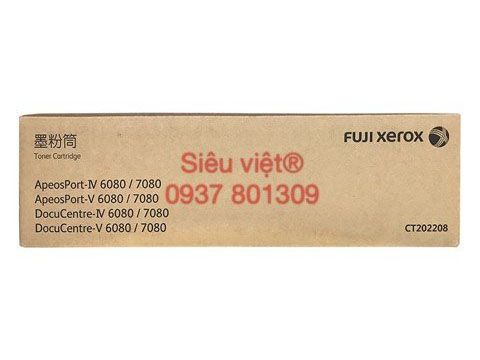 墨粉筒
Toner Cartridge
FUJI xerox
Siêu việt®
0937 801309
ApeosPort-IV 6080 / 7080
ApeosPort-V 6080 / 7080
DocuCentre-IV 6080 / 7080
DocuCentre-V 6080 / 7080
CT202208